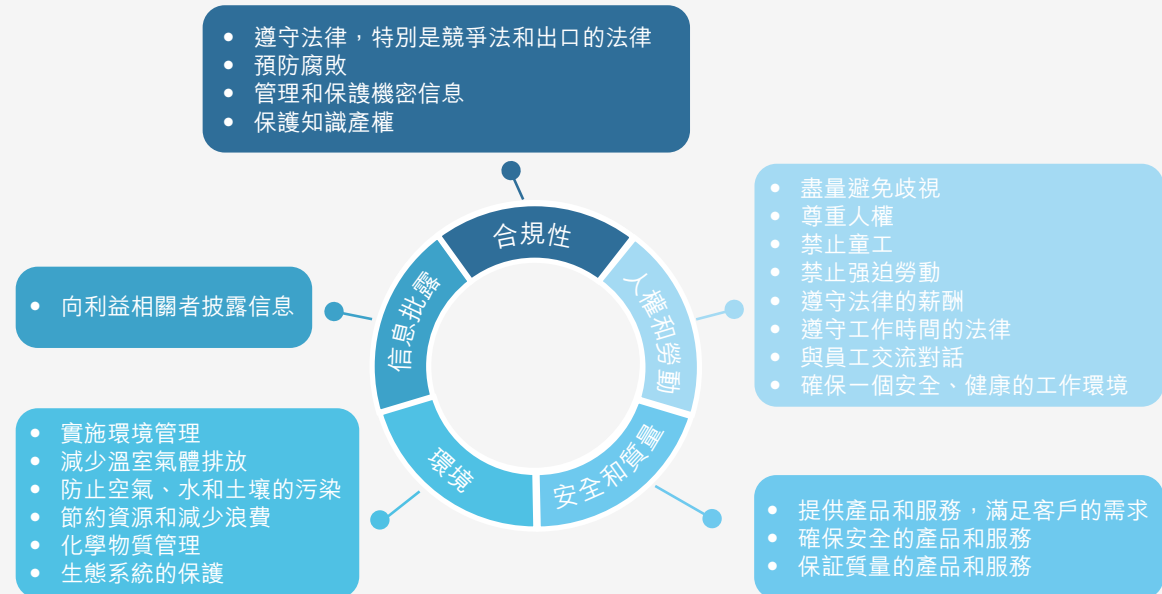 • 遵守法律，特別是競爭法和出口的法律
• 預防腐敗
• 管理和保護機密信息
• 保護知識產權
合規性
• 盡量避免歧視
• 尊重人權
• 禁止童工
• 禁止强迫勞動
• 遵守法律的薪酬
• 遵守工作時間的法律
• 與員工交流對話
• 確保一個安全、健康的工作環境
人權和勞動
• 向利益相關者披露信息
信息批露
• 實施環境管理
• 減少溫室氣體排放
• 防止空氣、水和土壤的污染
• 節約資源和減少浪費
• 化學物質管理
• 生態系統的保護
環境
安全和質量
• 提供產品和服務，滿足客戶的需求
• 確保安全的產品和服務
• 保証質量的產品和服務